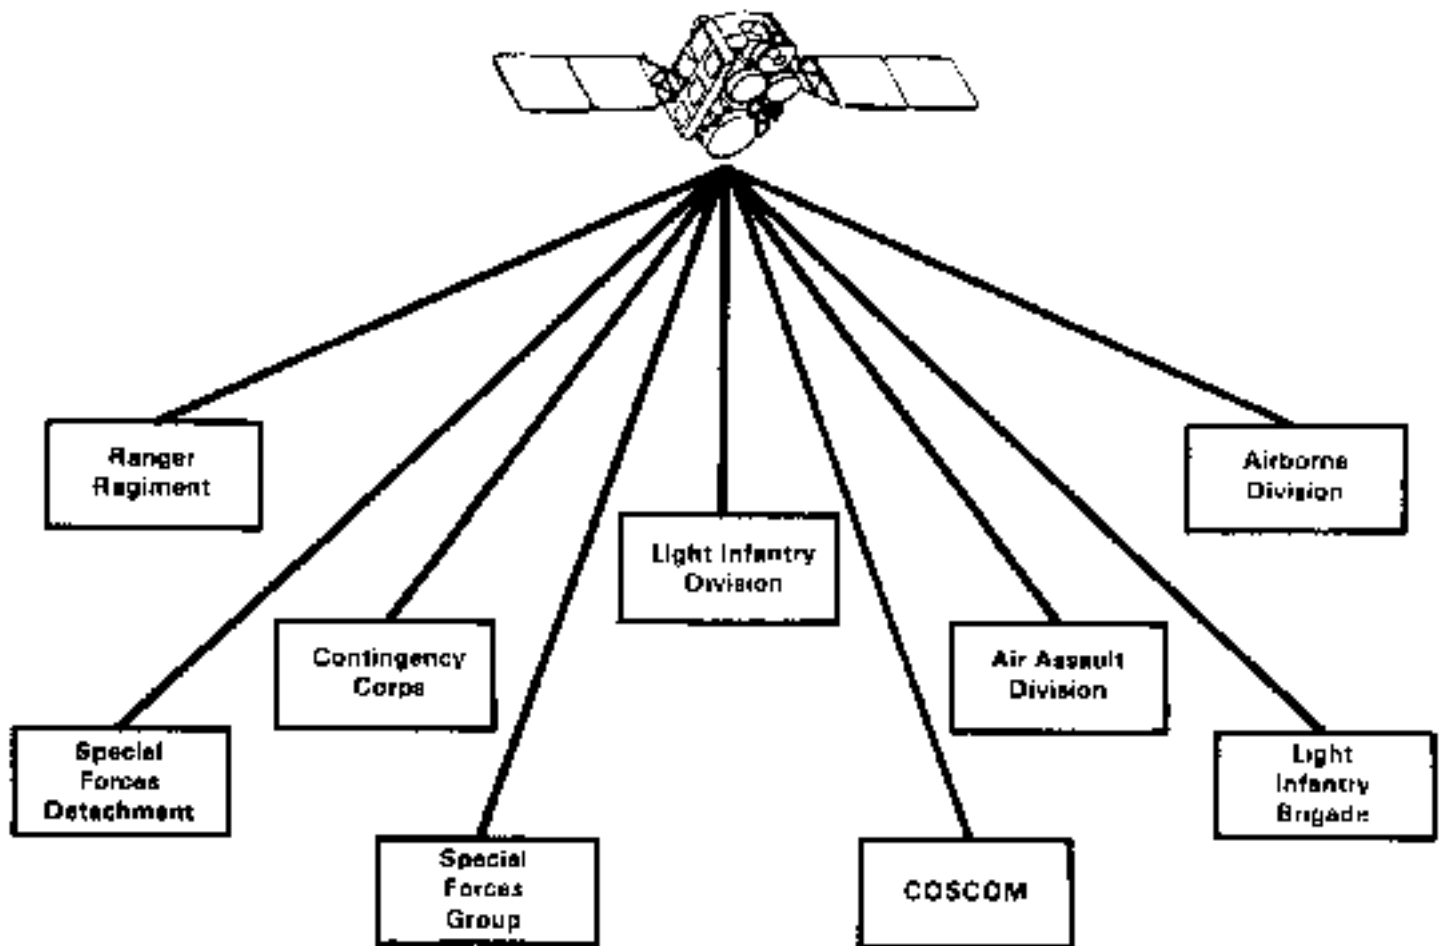 Ranger
Regiment
Airborne
Division
Light Infantry
Division
Contingency
Corps
Air Assault
Division
Special
Forces
Detachment
Light
Infantry
Brigade
Special
Forces
Group
COSCOM